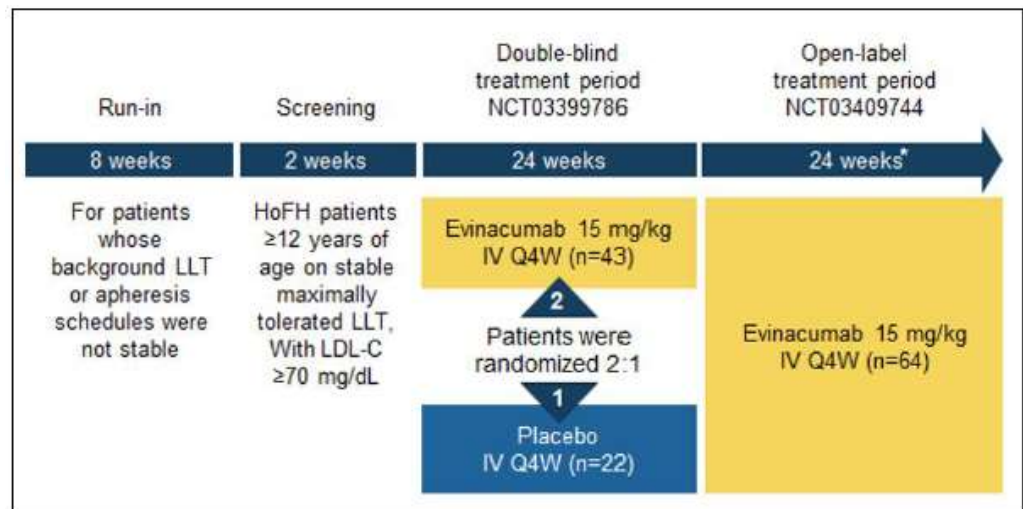 Run-in
Screening
Double-blind
treatment period
NCT03399786
Open-label
treatment period
NCT03409744
8 weeks
2 weeks
24 weeks
24 weeks*
For patients
whose
background LLT
or apheresis
schedules were
not stable
HoFH patients
≥12 years of
age on stable
maximally
tolerated LLT,
With LDL-C
≥70 mg/dL
Evinacumab 15 mg/kg
IV Q4W (n=43)
2
Patients were
randomized 2:1
1
Placebo
IV Q4W (n=22)
Evinacumab 15 mg/kg
IV Q4W (n=64)